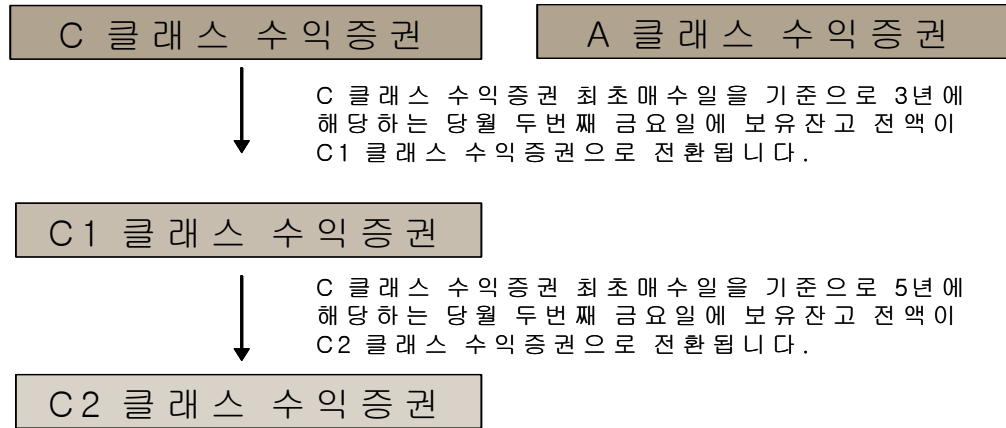 C 클래스 수익증권
A 클래스 수익증권
C 클래스 수익증권 최초매수일을 기준으로 3년에
해당하는 당월 두번째 금요일에 보유잔고 전액이
C1 클래스 수익증권으로 전환됩니다.
C1 클래스 수익증권
C 클래스 수익증권 최초매수일을 기준으로 5년에
해당하는 당월 두번째 금요일에 보유잔고 전액이
C2 클래스 수익증권으로 전환됩니다.
C2 클래스 수익증권